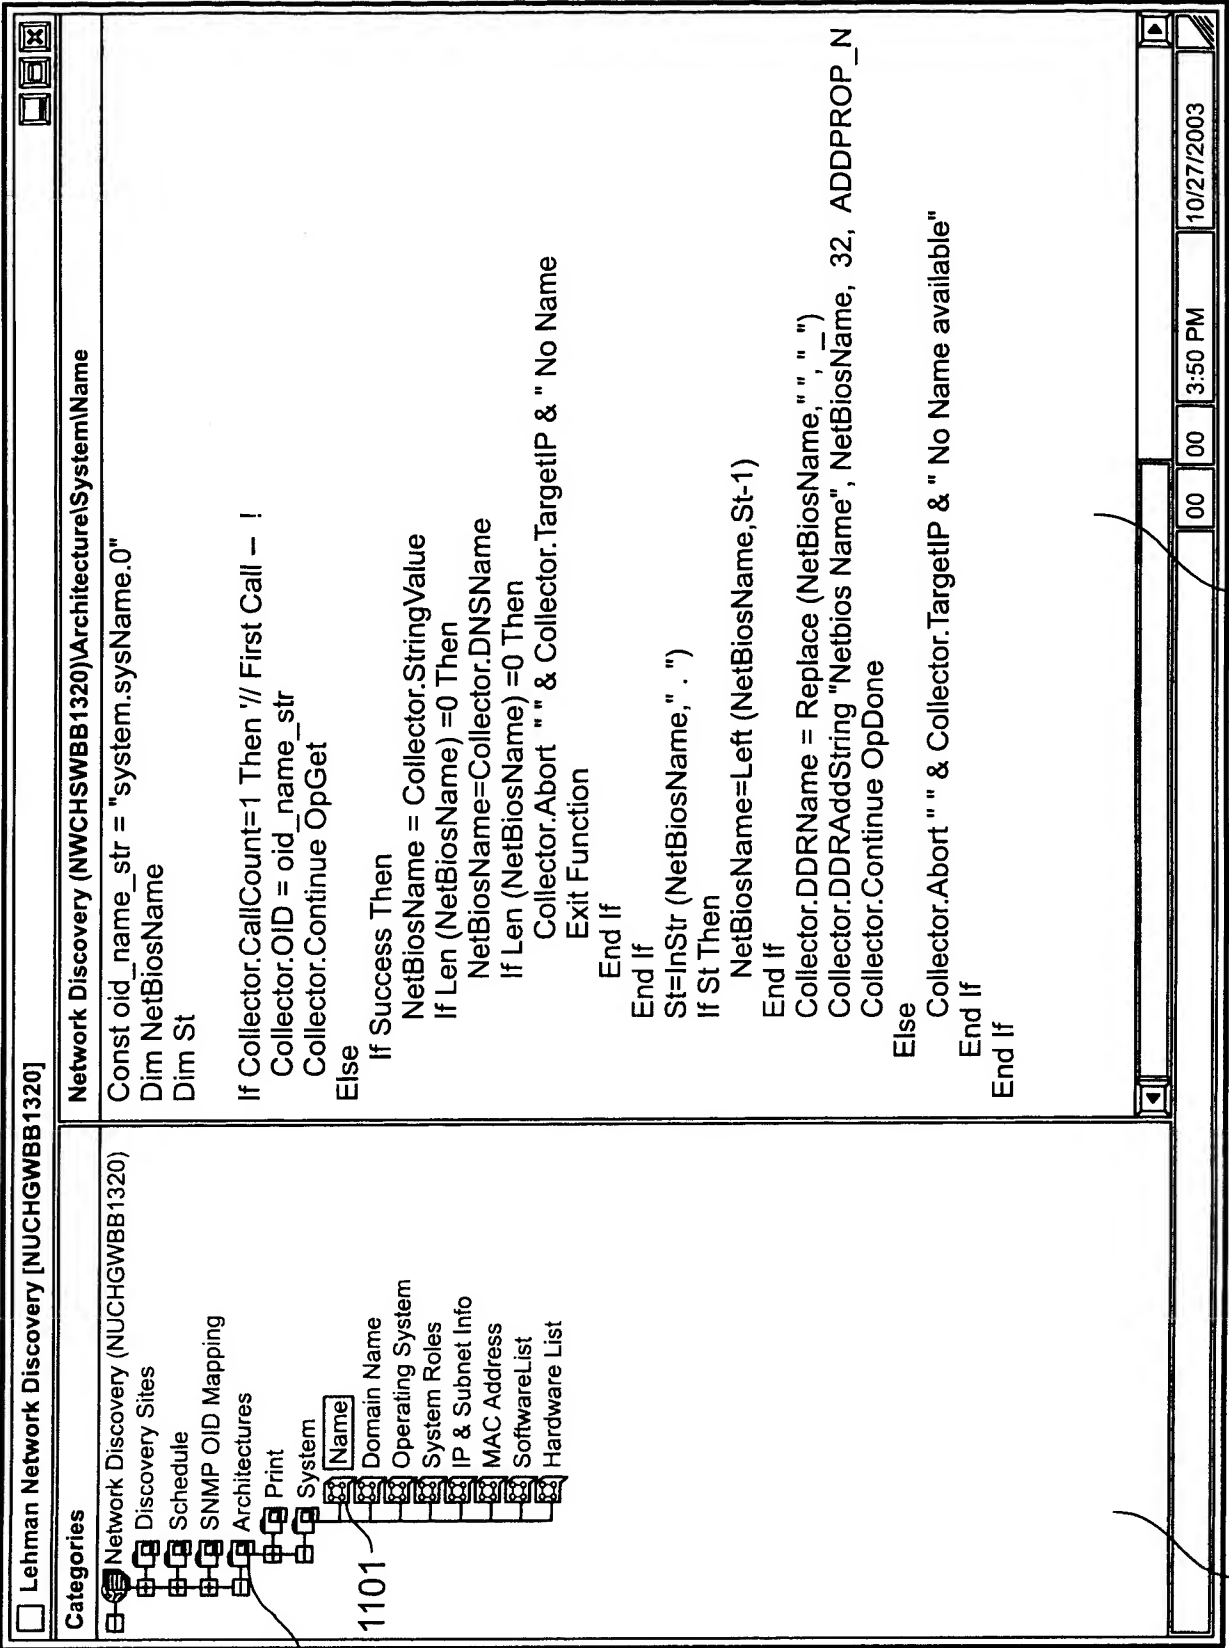 Lehman Network Discovery [NUCHGWBB1320]
Categories
Network Discovery (NUCHGWBB1320)
Discovery Sites
Schedule
SNMP OID Mapping
Architectures
Print
System
Name
Domain Name
Operating System
System Roles
IP & Subnet Info
MAC Address
SoftwareList
Hardware List
1101
Network Discovery (NWCHSWBB1320)\Architecture\System\Name
Const oid_name_str = "system.sysName.0"
Dim NetBiosName
Dim St
If Collector.CallCount=1 Then '// First Call – !
Collector.OID = oid_name_str
Collector.Continue OpGet
Else
If Success Then
NetBiosName = Collector.StringValue
If Len (NetBiosName) =0 Then
NetBiosName=Collector.DNSName
If Len (NetBiosName) =0 Then
Collector.Abort " " & Collector.TargetIP & " No Name
Exit Function
End If
End If
St=InStr (NetBiosName," . ")
If St Then
NetBiosName=Left (NetBiosName,St-1)
End If
Collector.DDRName = Replace (NetBiosName," ", "_")
Collector.DDRAddString "Netbios Name", NetBiosName, 32, ADDPROP_N
Collector.Continue OpDone
Else
Collector.Abort " " & Collector.TargetIP & " No Name available"
End If
End If
00 00 3:50 PM 10/27/2003